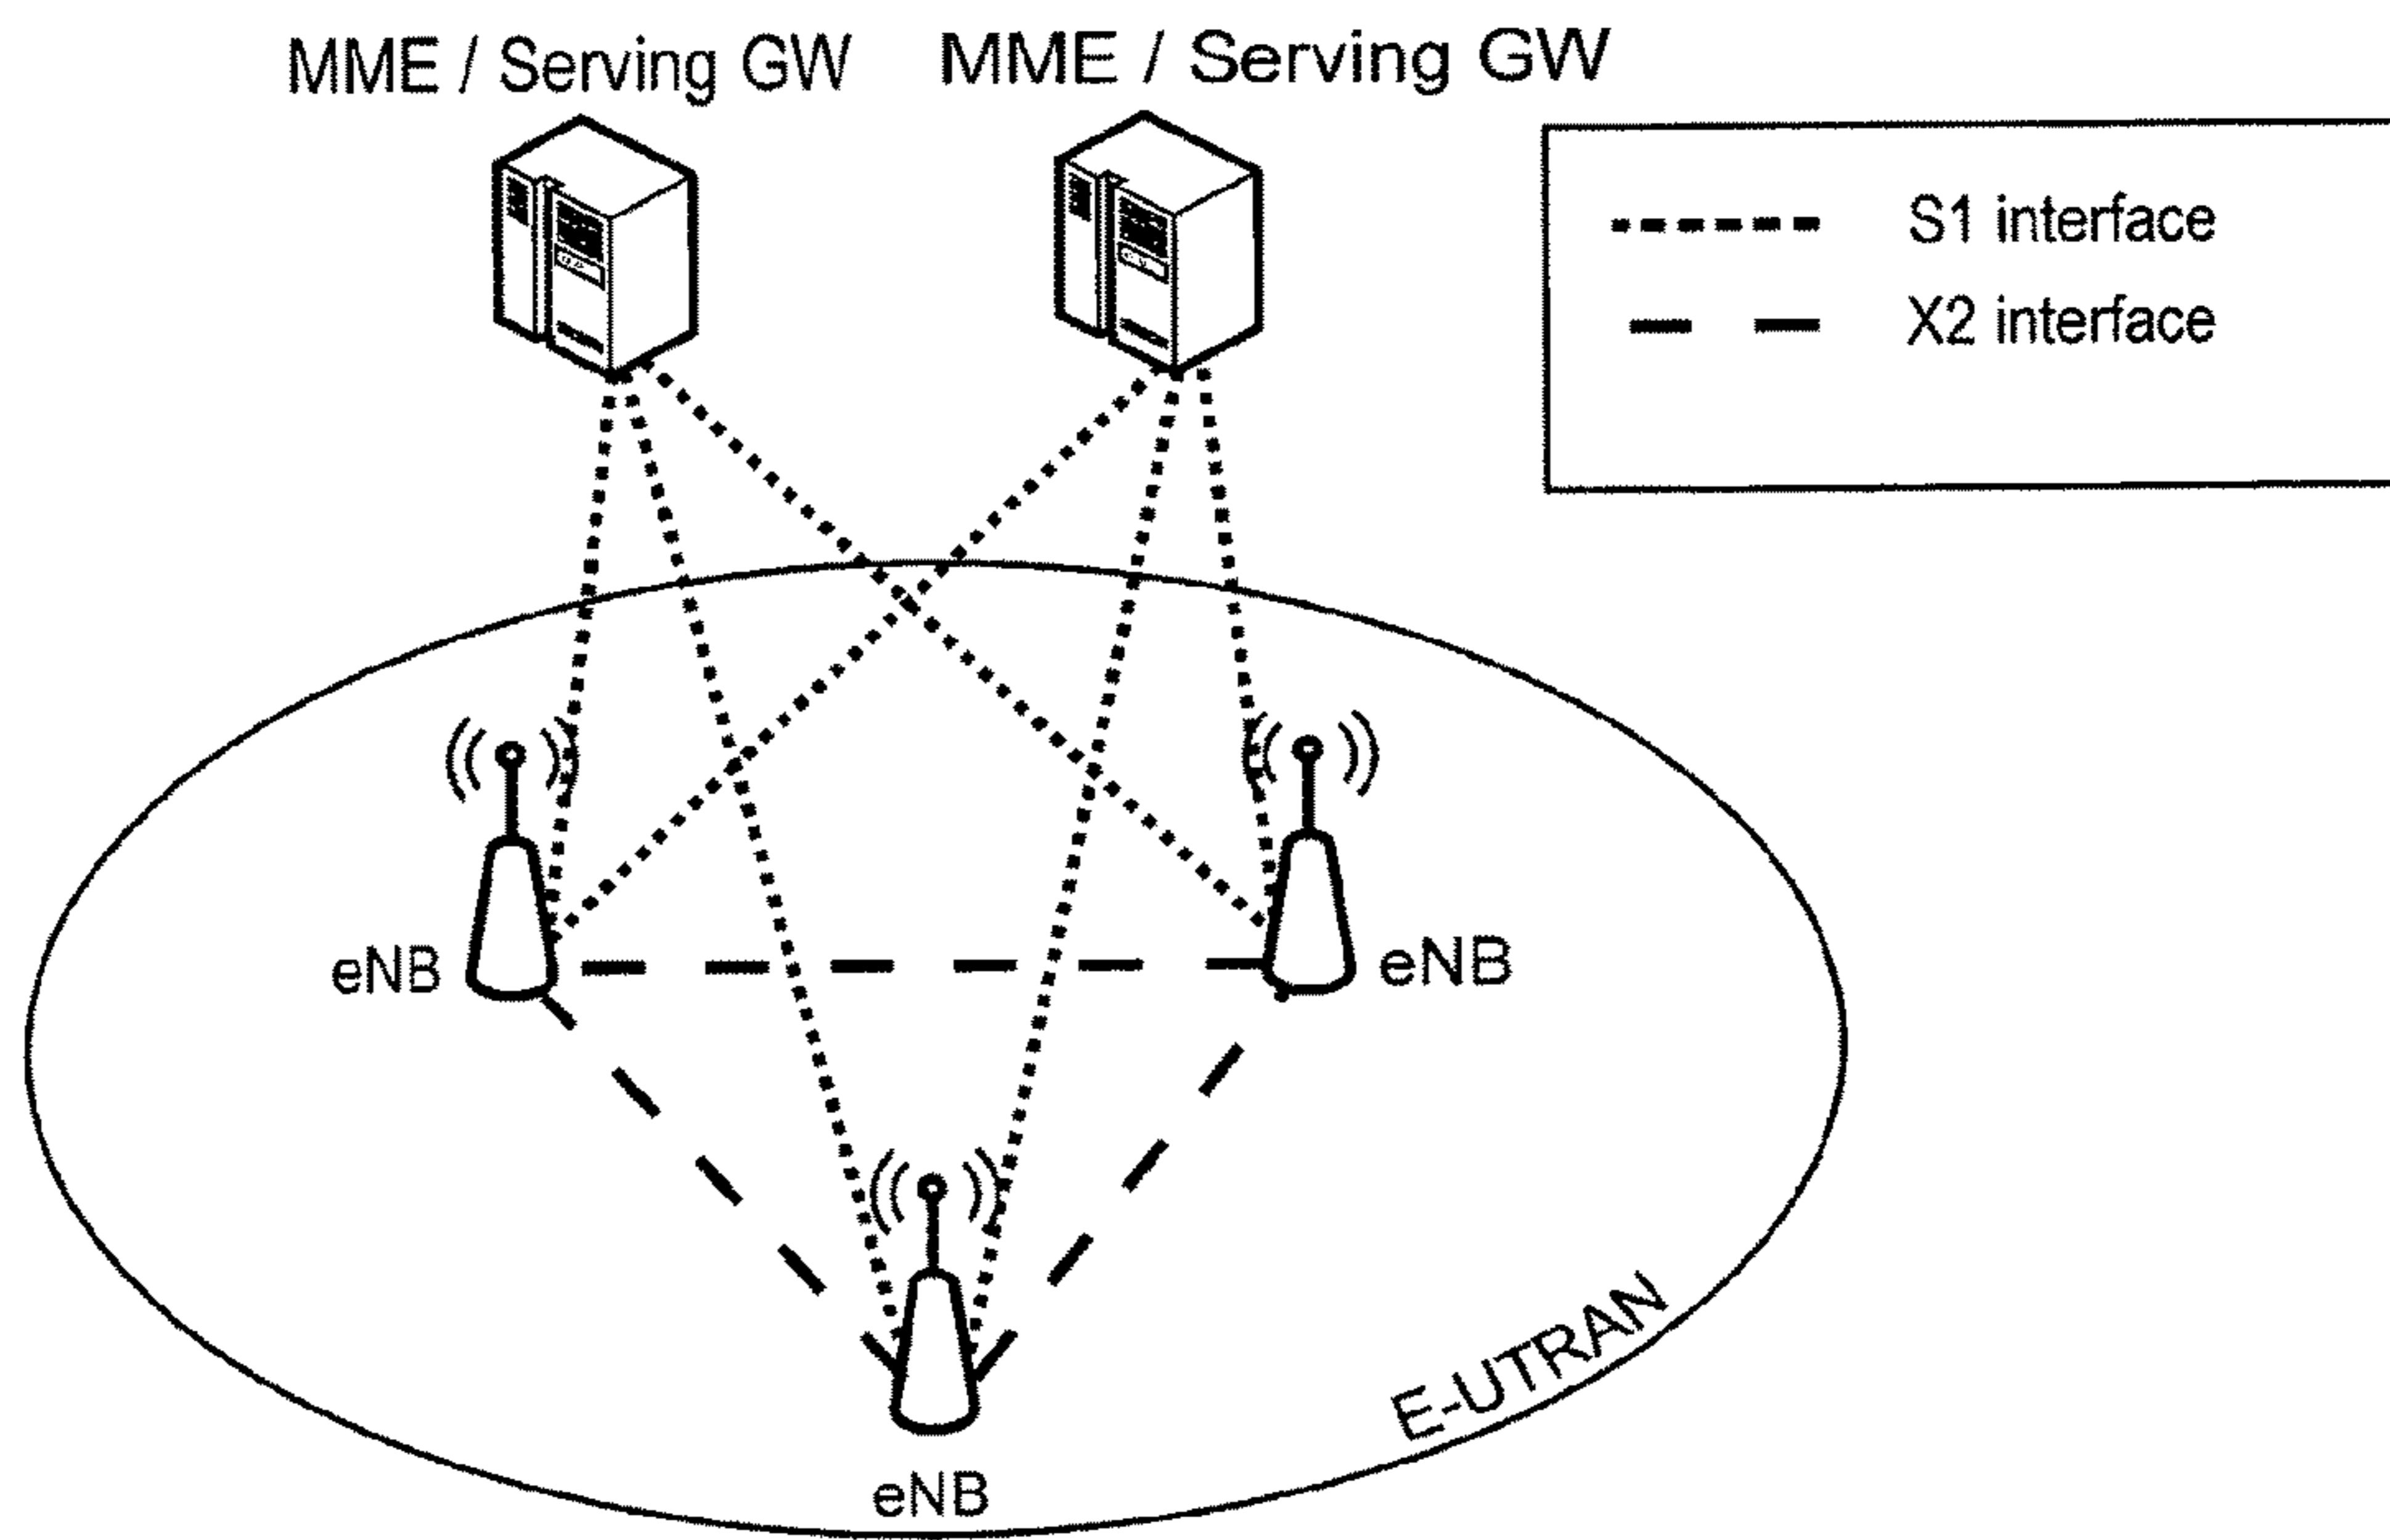 MME / Serving GW
MME / Serving GW
S1 interface
X2 interface
eNB
eNB
E-UTRAN
eNB